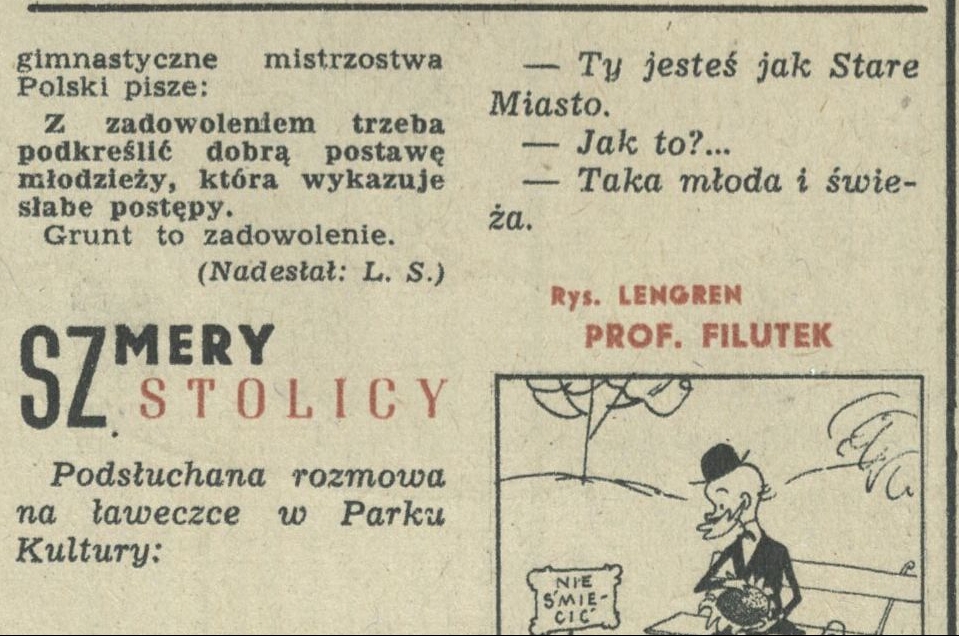 gimnastyczne mistrzostwa
Polski pisze:
Z zadowoleniem trzeba
podkreślić dobrą postawę
młodzieży, która wykazuje
słabe postępy.
Grunt to zadowolenie.
(Nadesłał: L. S.)
SZMERY
STOLICY
Podsłuchana rozmowa
na ławeczce w Parku
Kultury:
— Ty jesteś jak Stare
Miasto.
— Jak to?...
— Taka młoda i świe-
ża.
Rys. LENGREN
PROF. FILUTEK
NIE
ŚMIE-
CIĆ